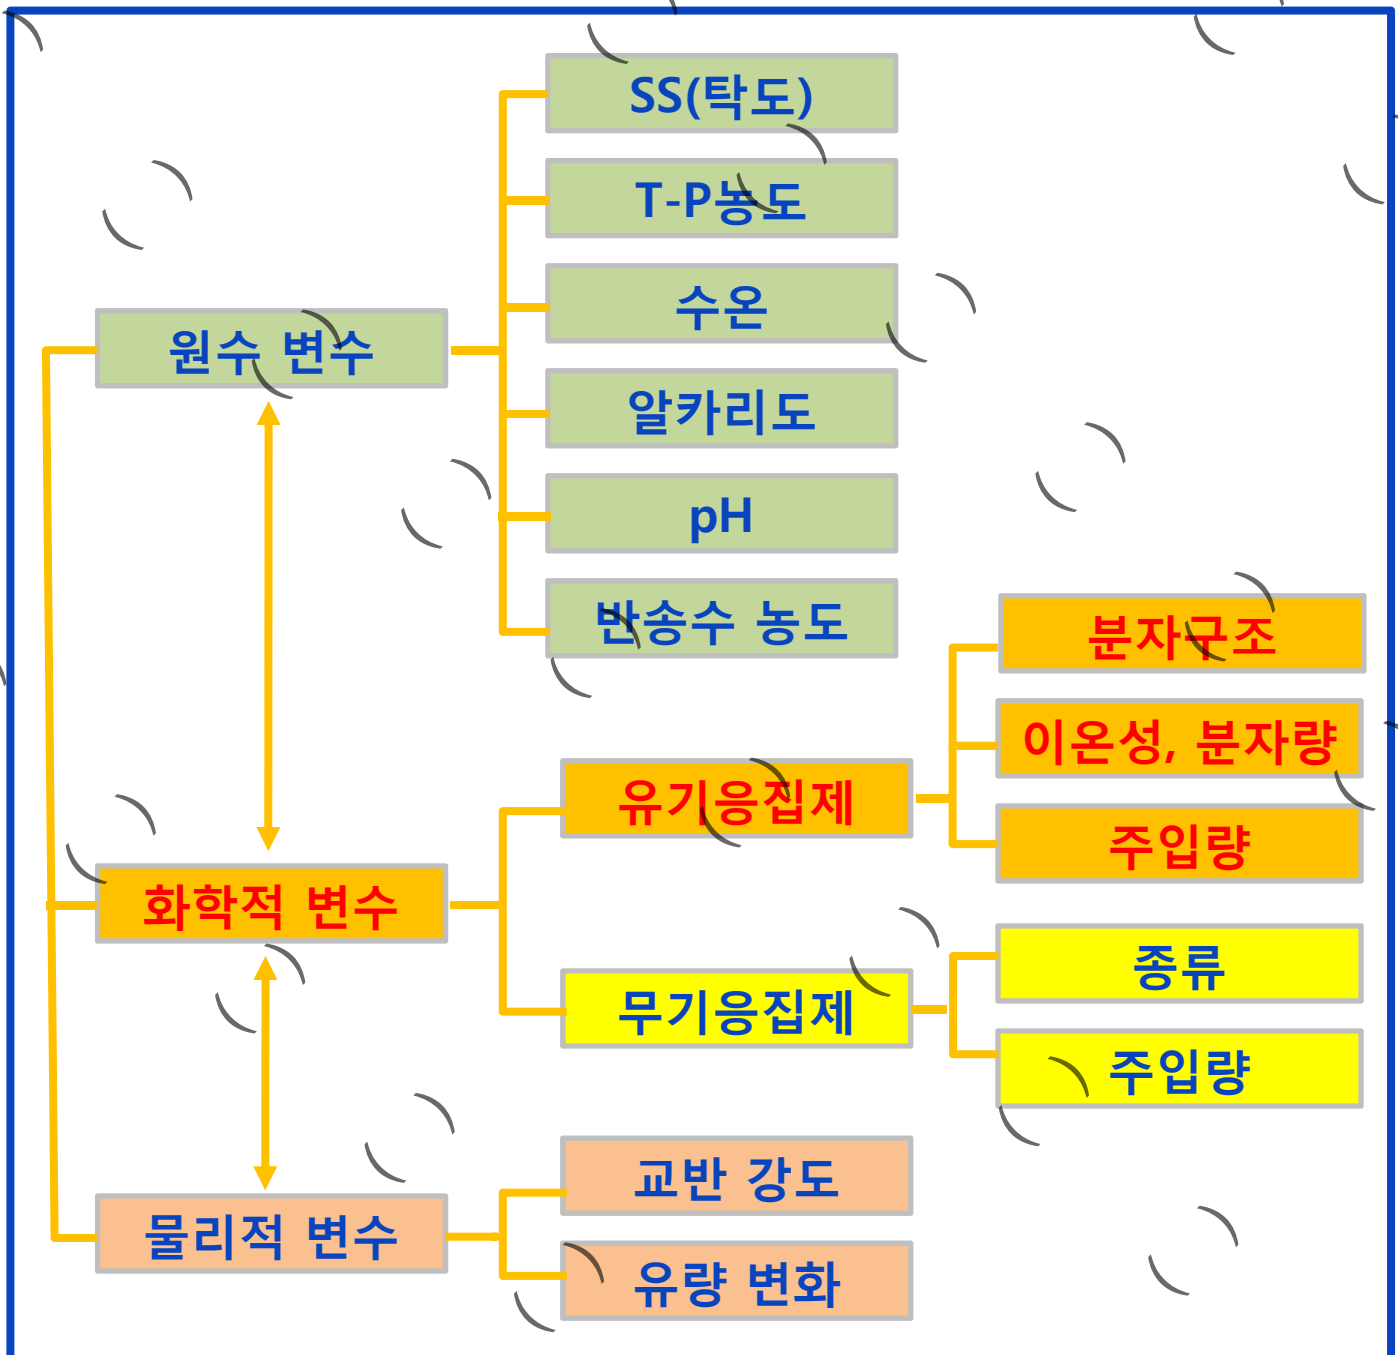 SS(탁도)
T-P농도
수온
원수 변수
알카리도
pH
반송수 농도
분자구조
이온성, 분자량
유기응집제
주입량
화학적 변수
종류
무기응집제
주입량
교반 강도
물리적 변수
유량 변화